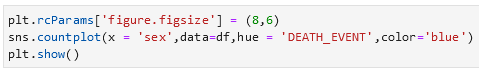 plt.rcParams['figure.figsize'] = (8,6)
sns.countplot(x = 'sex',data=df,hue = 'DEATH_EVENT',color='blue')
plt.show()